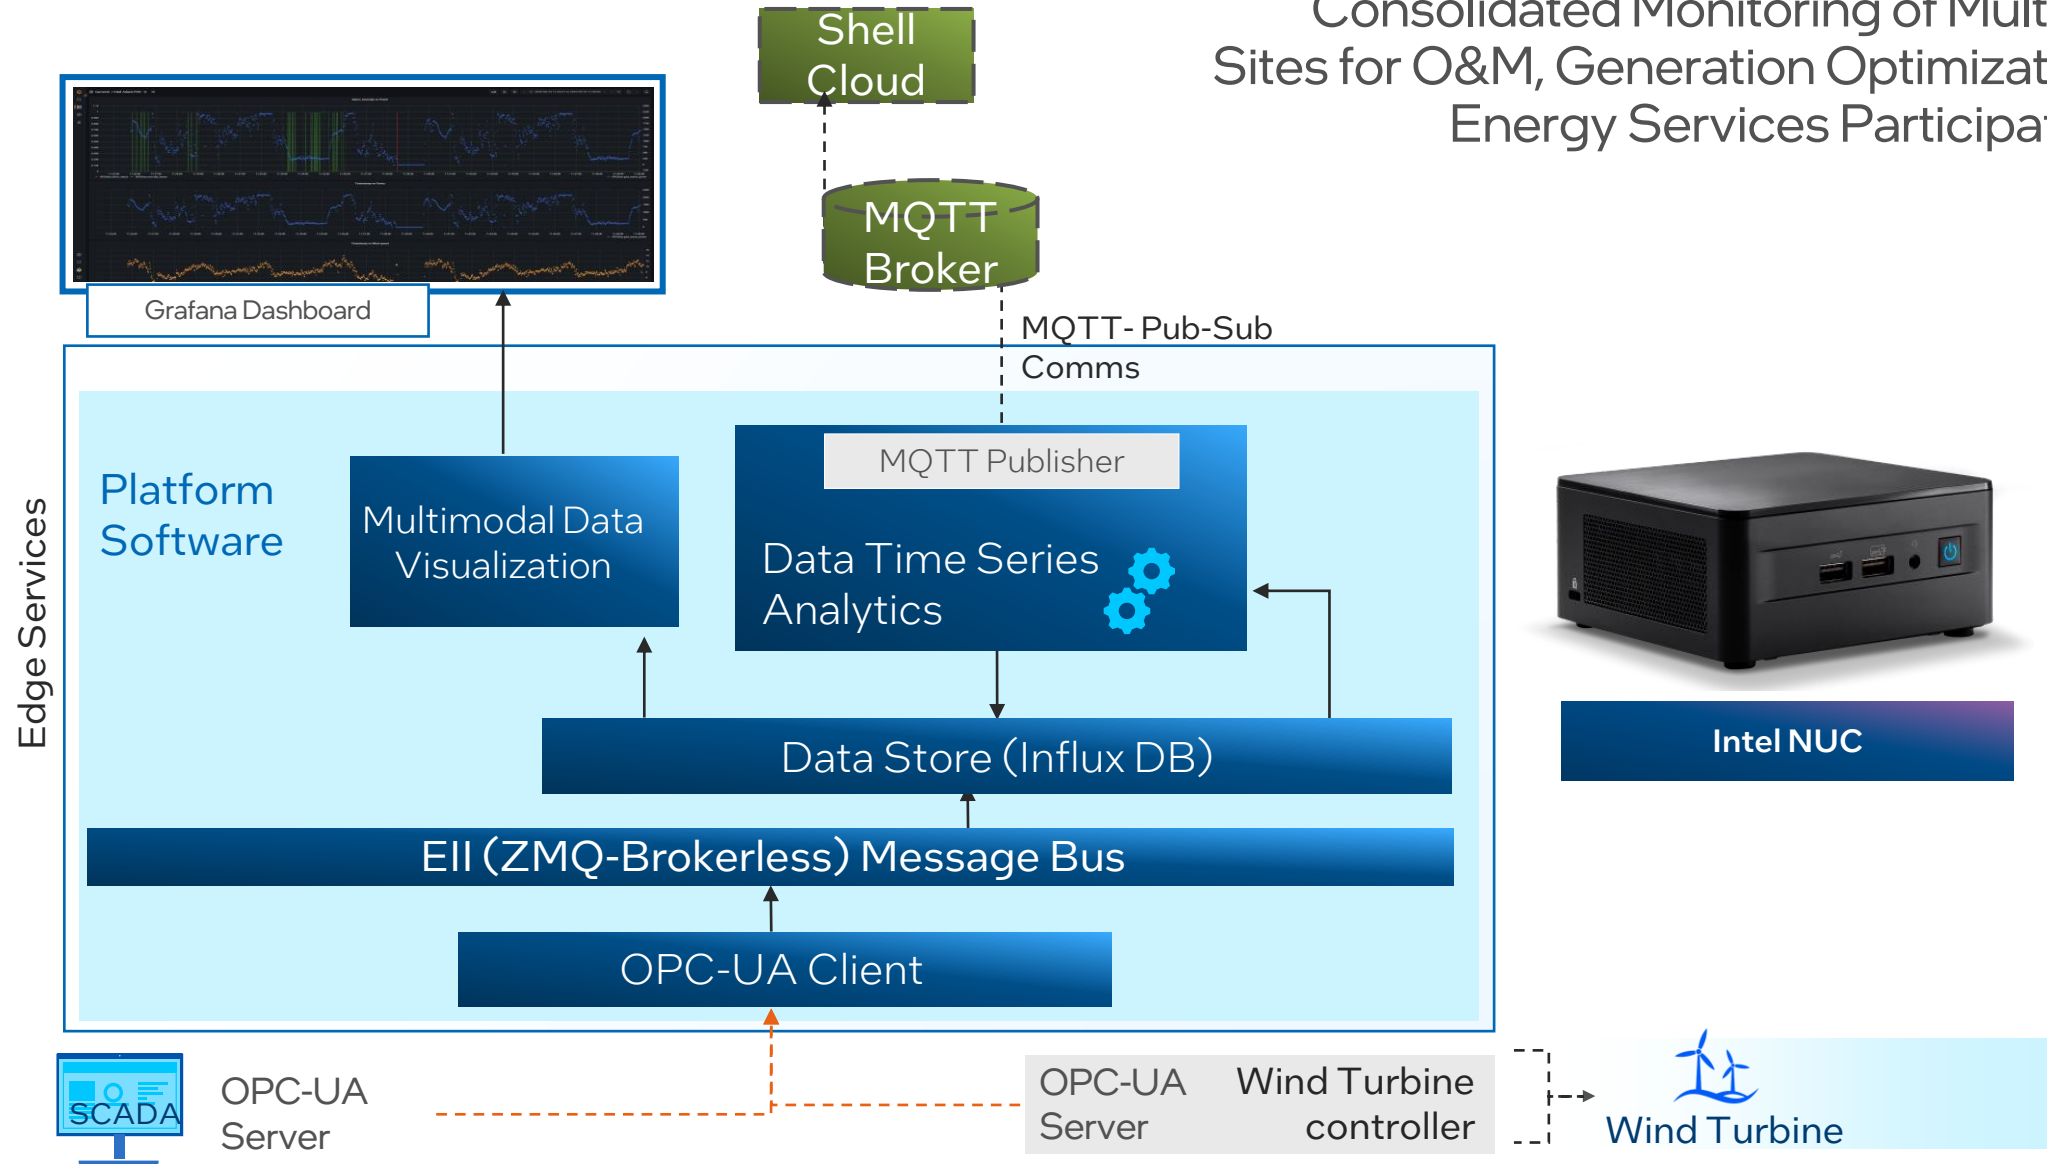 Shell
Cloud
Consolidated Monitoring of Mult
Sites for O&M, Generation Optimizat
Energy Services Participat
MQTT
Broker
Grafana Dashboard
MQTT- Pub-Sub
Comms
Edge Services
Platform
Software
Multimodal Data
Visualization
MQTT Publisher
Data Time Series
Analytics
Data Store (Influx DB)
Intel NUC
EII (ZMQ-Brokerless) Message Bus
OPC-UA Client
SCADA
OPC-UA
Server
OPC-UA
Server
Wind Turbine
controller
Wind Turbine